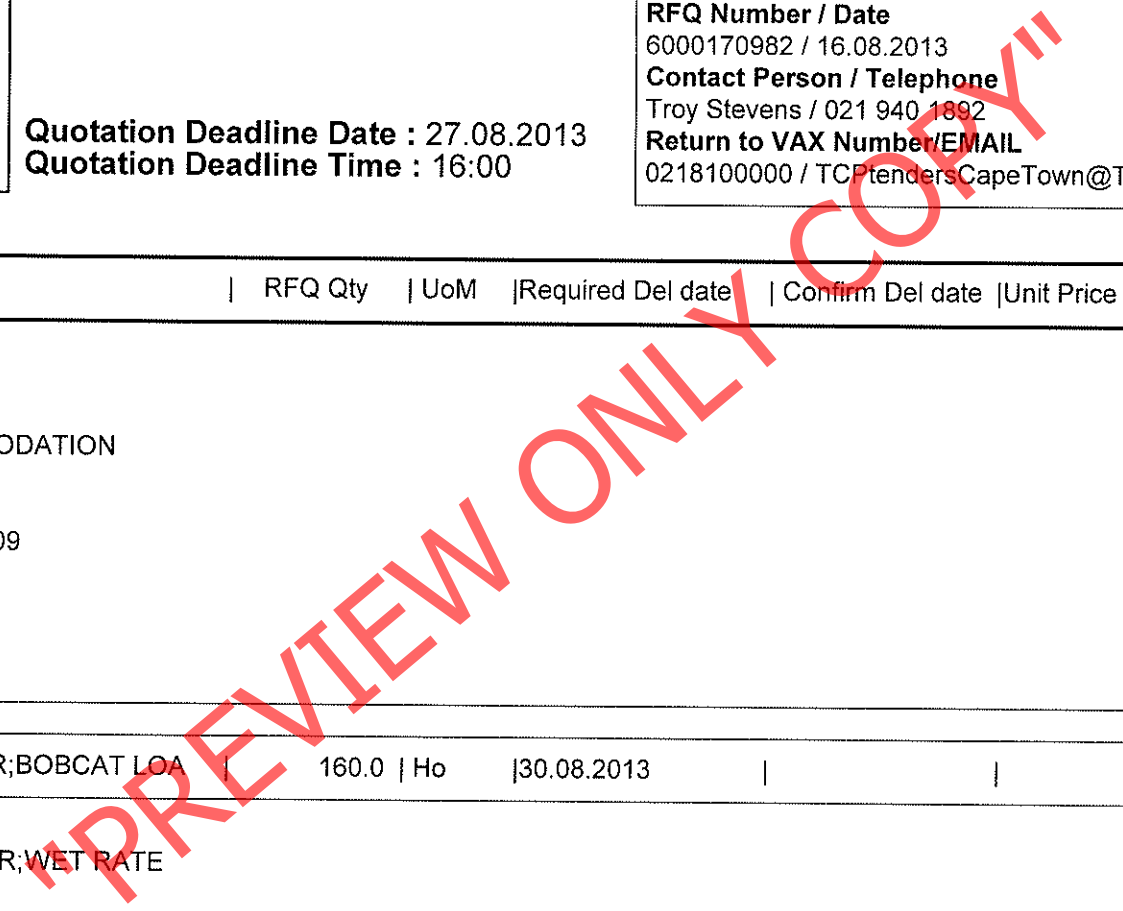 RFQ Number / Date
6000170982 / 16.08.2013
Contact Person / Telephone
Troy Stevens / 021 940 1892
Return to VAX Number/EMAIL
0218100000 / TCPtendersCapeTown@T
Quotation Deadline Date : 27.08.2013
Quotation Deadline Time : 16:00
| RFQ Qty | UoM |Required Del date | Confirm Del date |Unit Price
ODATION
09
R;BOBCAT LOA | 160.0 | Ho |30.08.2013 | |
R;WET RATE
"PREVIEW ONLY COPY"